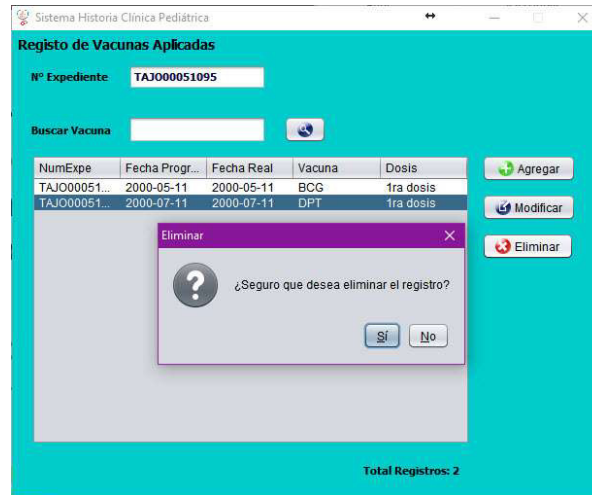 Sistema Historia Clínica Pediátrica
Registo de Vacunas Aplicadas
Nº Expediente TAJO00051095
Buscar Vacuna
NumExpe Fecha Progr... Fecha Real Vacuna Dosis
TAJO00051... 2000-05-11 2000-05-11 BCG 1ra dosis
TAJO00051... 2000-07-11 2000-07-11 DPT 1ra dosis
Agregar
Modificar
Eliminar
Eliminar
¿Seguro que desea eliminar el registro?
Sí No
Total Registros: 2